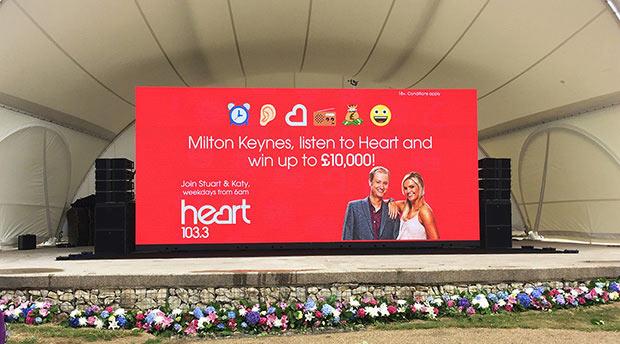 18+. Conditions apply
Milton Keynes, listen to Heart and
win up to £10,000!
Join Stuart & Katy,
weekdays from 6am
heart
103.3